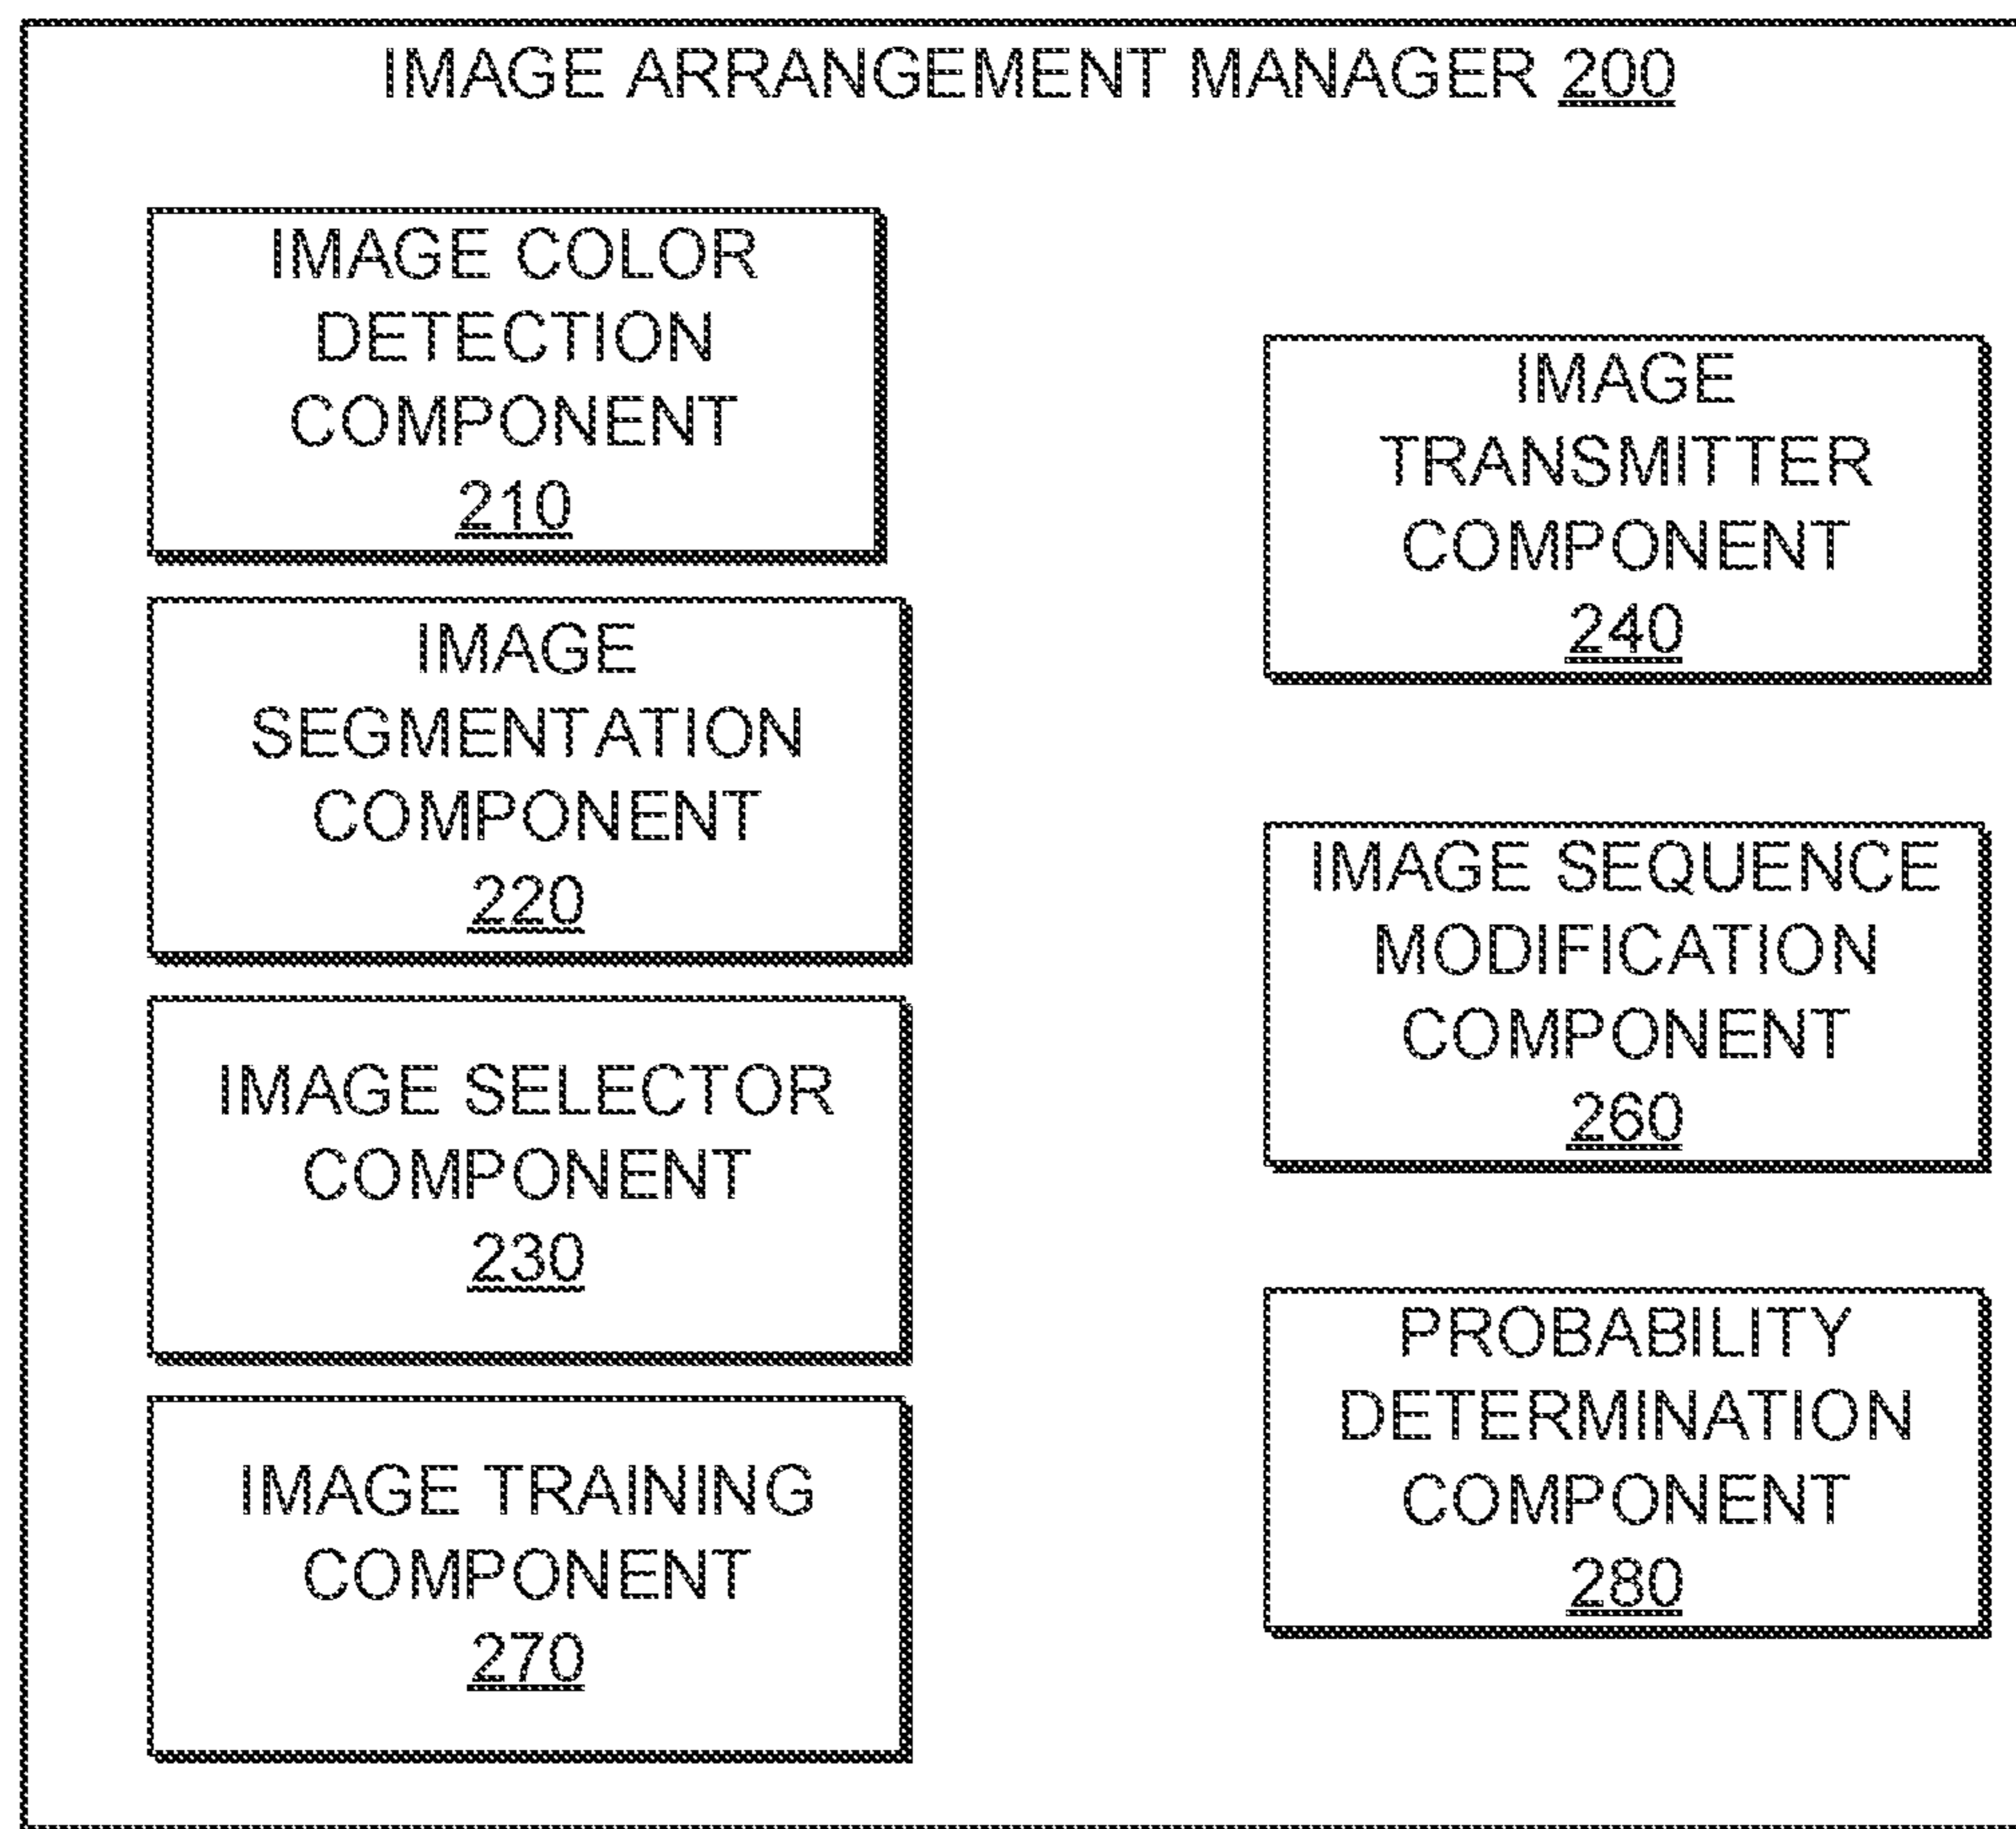 IMAGE ARRANGEMENT MANAGER 200
IMAGE COLOR
DETECTION
COMPONENT
210
IMAGE
SEGMENTATION
COMPONENT
220
IMAGE SELECTOR
COMPONENT
230
IMAGE TRAINING
COMPONENT
270
IMAGE
TRANSMITTER
COMPONENT
240
IMAGE SEQUENCE
MODIFICATION
COMPONENT
260
PROBABILITY
DETERMINATION
COMPONENT
280